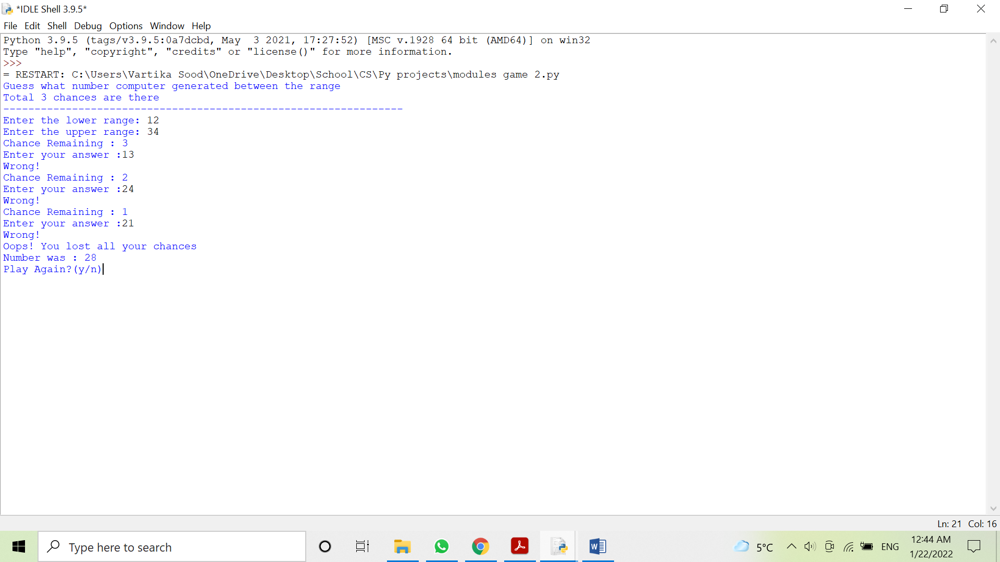 *IDLE Shell 3.9.5*
File Edit Shell Debug Options Window Help
Python 3.9.5 (tags/v3.9.5:0a7dcbd, May  3 2021, 17:27:52) [MSC v.1928 64 bit (AMD64)] on win32
Type "help", "copyright", "credits" or "license()" for more information.
>>>
= RESTART: C:\Users\Vartika Sood\OneDrive\Desktop\School\CS\Py projects\modules game 2.py
Guess what number computer generated between the range
Total 3 chances are there
----------------------------------------------------------------
Enter the lower range: 12
Enter the upper range: 34
Chance Remaining : 3
Enter your answer :13
Wrong!
Chance Remaining : 2
Enter your answer :24
Wrong!
Chance Remaining : 1
Enter your answer :21
Wrong!
Oops! You lost all your chances
Number was : 28
Play Again?(y/n)
Ln: 21 Col: 16
Type here to search
W
5°C
ENG
12:44 AM
1/22/2022